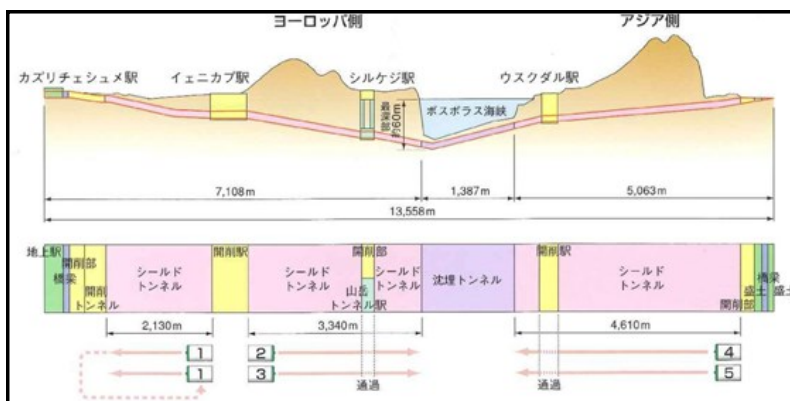 ヨーロッパ側
アジア側
カズリチェシュメ駅
イェニカプ駅
シルケジ駅
ウスクダル駅
最深部
約60m
ボスポラス海峡
7,108m
1,387m
5,063m
13,558m
地上駅
橋梁
開削部
開削
トンネル
シールド
トンネル
開削駅
シールド
トンネル
開削部
山岳
トンネル駅
シールド
トンネル
沈埋トンネル
開削駅
シールド
トンネル
開削部
盛土
橋梁
盛土
2,130m
3,340m
4,610m
1
2
4
1
3
5
通過
通過